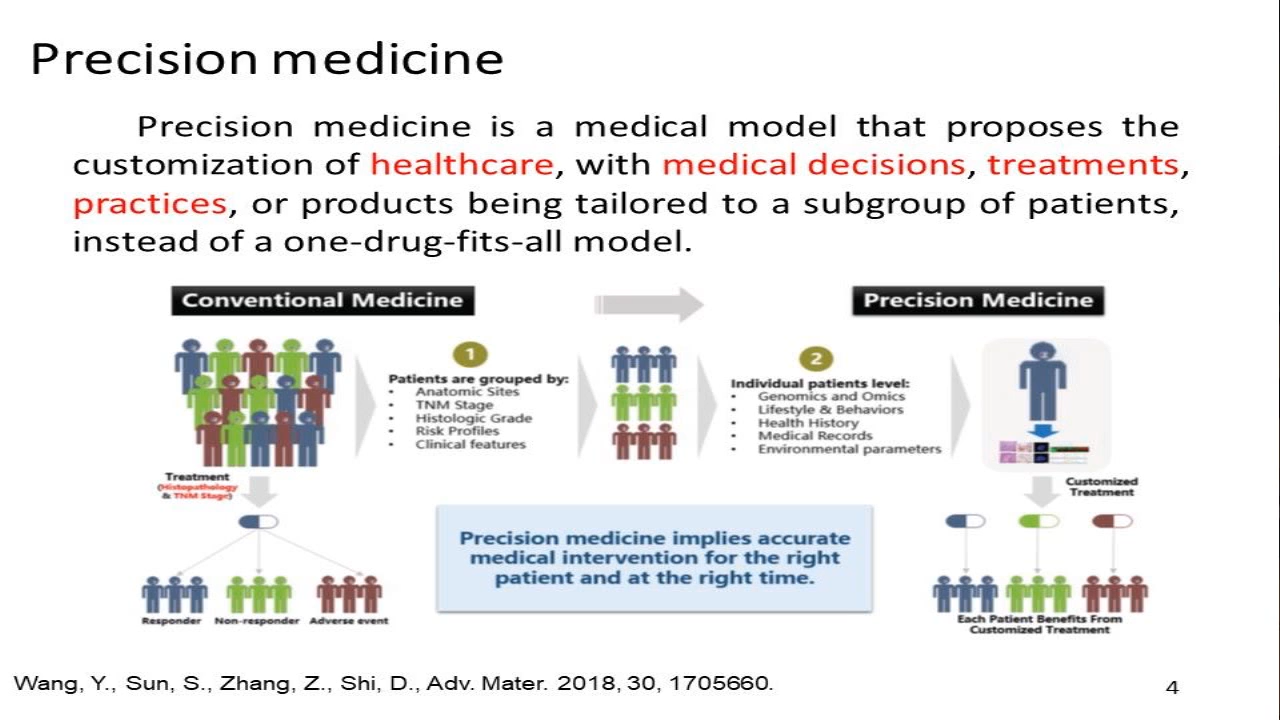 Precision medicine
Precision medicine is a medical model that proposes the
customization of healthcare, with medical decisions, treatments,
practices, or products being tailored to a subgroup of patients,
instead of a one-drug-fits-all model.
Conventional Medicine
Precision Medicine
1
Patients are grouped by:
• Anatomic Sites
• TNM Stage
• Histologic Grade
• Risk Profiles
• Clinical features
2
Individual patients level:
• Genomics and Omics
• Lifestyle & Behaviors
• Health History
• Medical Records
• Environmental parameters
Treatment
(Histopathology
& TNM Stage)
Customized
Treatment
Precision medicine implies accurate
medical intervention for the right
patient and at the right time.
Responder
Non-responder
Adverse event
Each Patient Benefits From
Customized Treatment
Wang, Y., Sun, S., Zhang, Z., Shi, D., Adv. Mater. 2018, 30, 1705660.
4